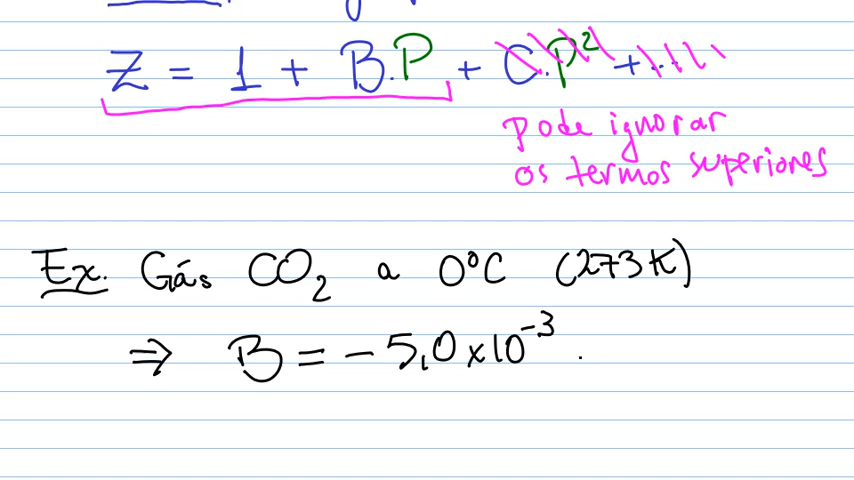 Z = 1 + B.P + C.P² + ....
pode ignorar
os termos superiores
Ex. Gás CO₂ a 0°C (273K)
⇒ B = - 5,0 x 10⁻³ .